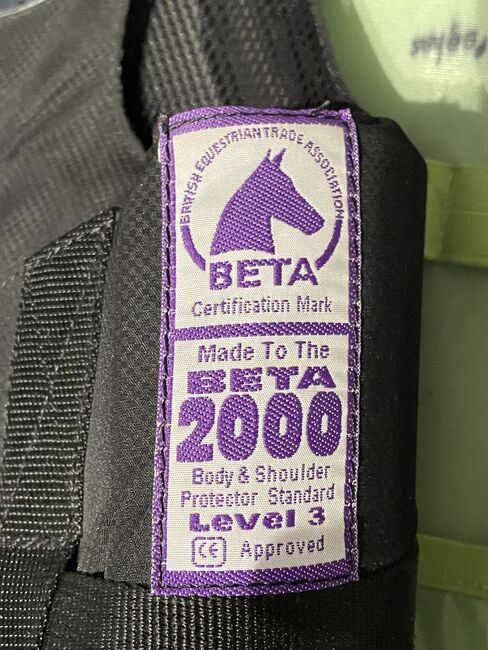 BRITISH EQUESTRIAN TRADE ASSOCIATION
BETA
Certification Mark
Made To The
BETA
2000
Body & Shoulder
Protector Standard
Level 3
CE Approved